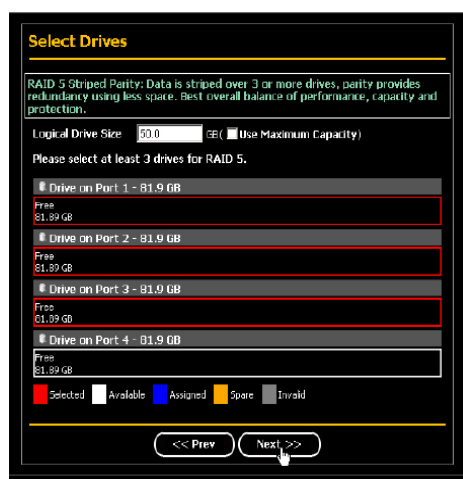 Select Drives
RAID 5 Striped Parity: Data is striped over 3 or more drives, parity provides
redundancy using less space. Best overall balance of performance, capacity and
protection.
Logical Drive Size 50.0 GB( Use Maximum Capacity)
Please select at least 3 drives for RAID 5.
Drive on Port 1 - 81.9 GB
Free
81.89 GB
Drive on Port 2 - 81.9 GB
Free
81.89 GB
Drive on Port 3 - 81.9 GB
Free
81.89 GB
Drive on Port 4 - 81.9 GB
Free
81.89 GB
Selected Available Assigned Spare Invalid
<< Prev Next >>